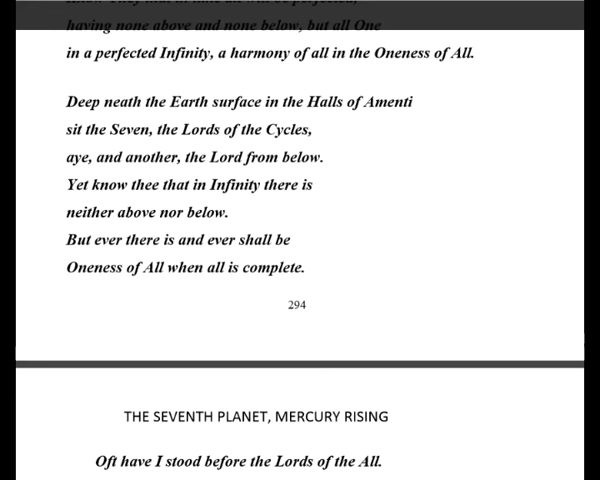 having none above and none below, but all One
in a perfected Infinity, a harmony of all in the Oneness of All.
Deep neath the Earth surface in the Halls of Amenti
sit the Seven, the Lords of the Cycles,
aye, and another, the Lord from below.
Yet know thee that in Infinity there is
neither above nor below.
But ever there is and ever shall be
Oneness of All when all is complete.
294
THE SEVENTH PLANET, MERCURY RISING
Oft have I stood before the Lords of the All.